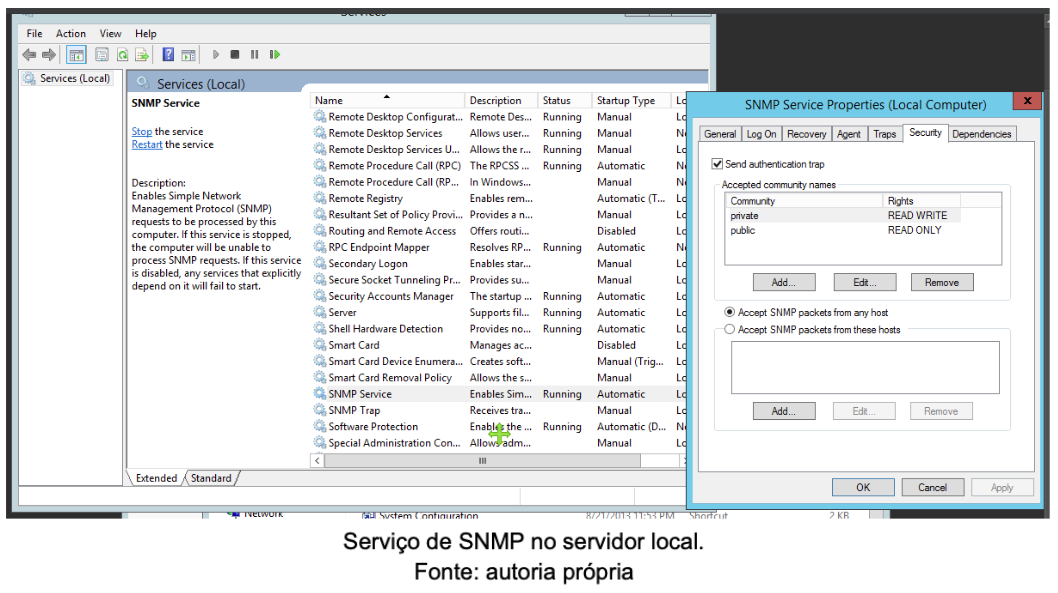 Services
File Action View Help
Services (Local)
Services (Local)
SNMP Service
Stop the service
Restart the service
Description:
Enables Simple Network
Management Protocol (SNMP)
requests to be processed by this
computer. If this service is stopped,
the computer will be unable to
process SNMP requests. If this service
is disabled, any services that explicitly
depend on it will fail to start.
Name Description Status Startup Type Lo
Remote Desktop Configurat... Remote Des... Running Manual Lo
Remote Desktop Services Allows user... Running Manual N
Remote Desktop Services U... Allows the r... Running Manual Lo
Remote Procedure Call (RPC) The RPCSS ... Running Automatic N
Remote Procedure Call (RP... In Windows... Manual N
Remote Registry Enables rem... Automatic (T... Lo
Resultant Set of Policy Provi... Provides a n... Manual Lo
Routing and Remote Access Offers routi... Disabled Lo
RPC Endpoint Mapper Resolves RP... Running Automatic N
Secondary Logon Enables star... Manual Lo
Secure Socket Tunneling Pr... Provides su... Manual Lo
Security Accounts Manager The startup ... Running Automatic Lo
Server Supports fil... Running Automatic Lo
Shell Hardware Detection Provides no... Running Automatic Lo
Smart Card Manages ac... Disabled Lo
Smart Card Device Enumera... Creates soft... Manual (Trig... Lo
Smart Card Removal Policy Allows the s... Manual Lo
SNMP Service Enables Sim... Running Automatic Lo
SNMP Trap Receives tra... Manual Lo
Software Protection Enables the ... Running Automatic (D... N
Special Administration Con... Allows adm... Manual Lo
Extended Standard
SNMP Service Properties (Local Computer)
General Log On Recovery Agent Traps Security Dependencies
Send authentication trap
Accepted community names
Community Rights
private READ WRITE
public READ ONLY
Add... Edit... Remove
Accept SNMP packets from any host
Accept SNMP packets from these hosts
Add... Edit... Remove
OK Cancel Apply
Network System Configuration 8/21/2013 11:53 PM Shortcut 2 KB
Serviço de SNMP no servidor local.
Fonte: autoria própria